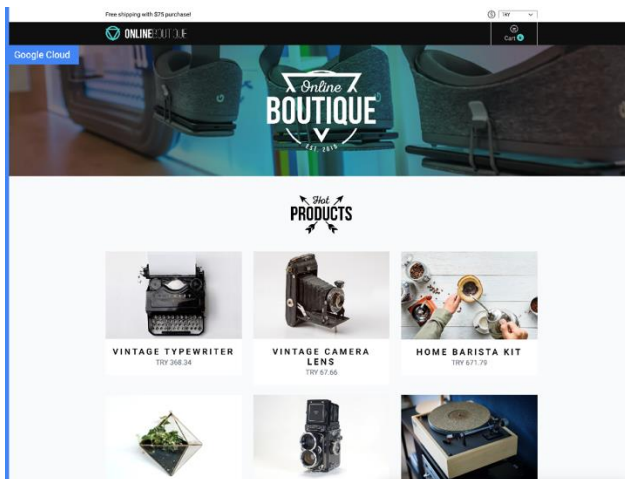 Free shipping with $75 purchase!
$ TRY
ONLINEBOUTIQUE
Cart
Google Cloud
Online
BOUTIQUE
EST. 2018
Hot
PRODUCTS
VINTAGE TYPEWRITER
TRY 368.34
VINTAGE CAMERA
LENS
TRY 67.66
HOME BARISTA KIT
TRY 671.79